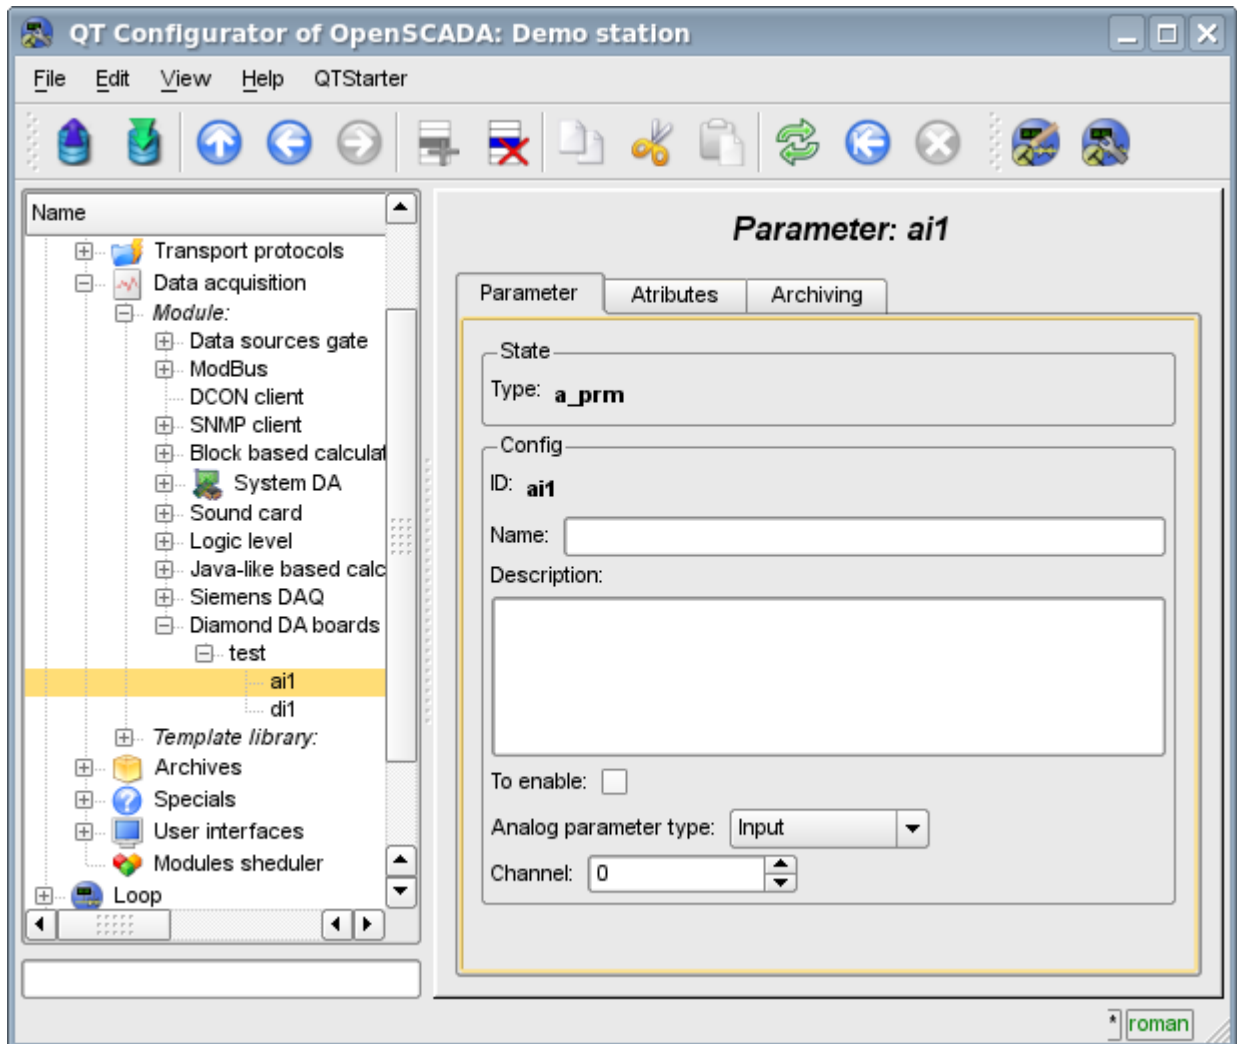 QT Configurator of OpenSCADA: Demo station
File Edit View Help QTStarter
Name
Transport protocols
Data acquisition
Module:
Data sources gate
ModBus
DCON client
SNMP client
Block based calculat
System DA
Sound card
Logic level
Java-like based calc
Siemens DAQ
Diamond DA boards
test
ai1
di1
Template library:
Archives
Specials
User interfaces
Modules sheduler
Loop
Parameter: ai1
Parameter Atributes Archiving
State
Type: a_prm
Config
ID: ai1
Name:
Description:
To enable:
Analog parameter type: Input
Channel: 0
* roman